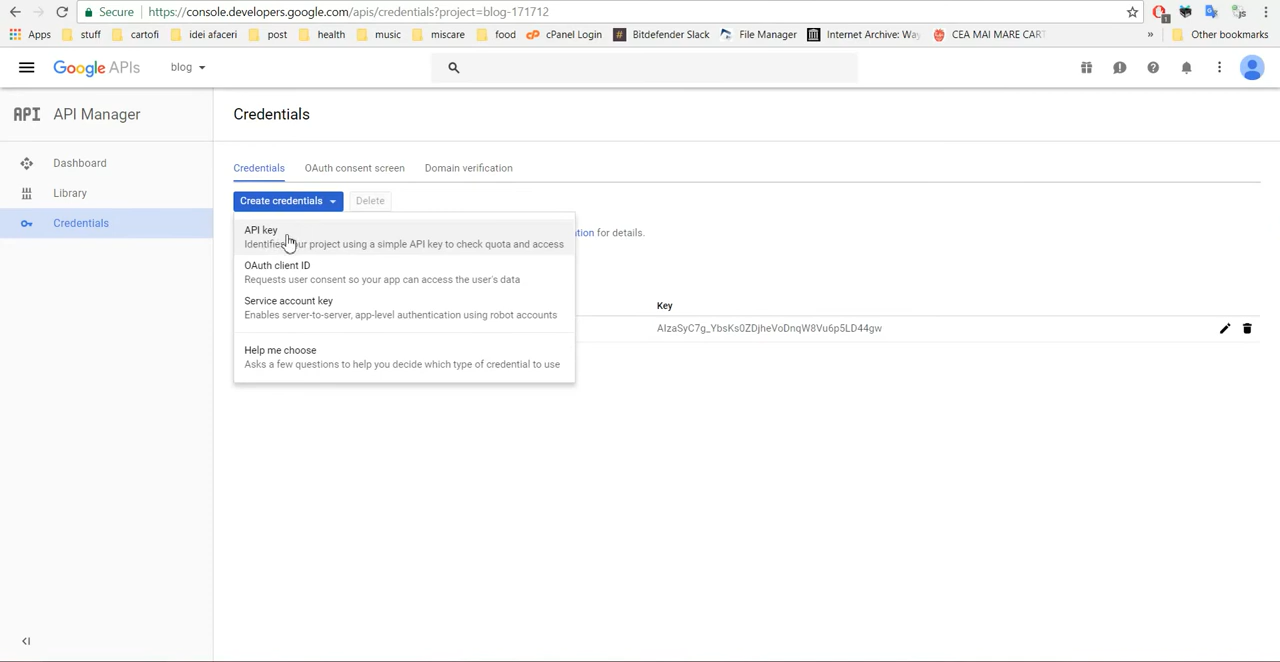 Secure https://console.developers.google.com/apis/credentials?project=blog-171712
Apps stuff cartofi idei afaceri post health music miscare food cPanel Login Bitdefender Slack File Manager Internet Archive: Way CEA MAI MARE CART » Other bookmarks
Google APIs blog
API API Manager Credentials
Dashboard
Library
Credentials
Credentials OAuth consent screen Domain verification
Create credentials Delete
API key
Identifies your project using a simple API key to check quota and access
for details.
OAuth client ID
Requests user consent so your app can access the user's data
Service account key
Enables server-to-server, app-level authentication using robot accounts
Help me choose
Asks a few questions to help you decide which type of credential to use
Key
AIzaSyC7g_YbsKs0ZDjheVoDnqW8Vu6p5LD44gw